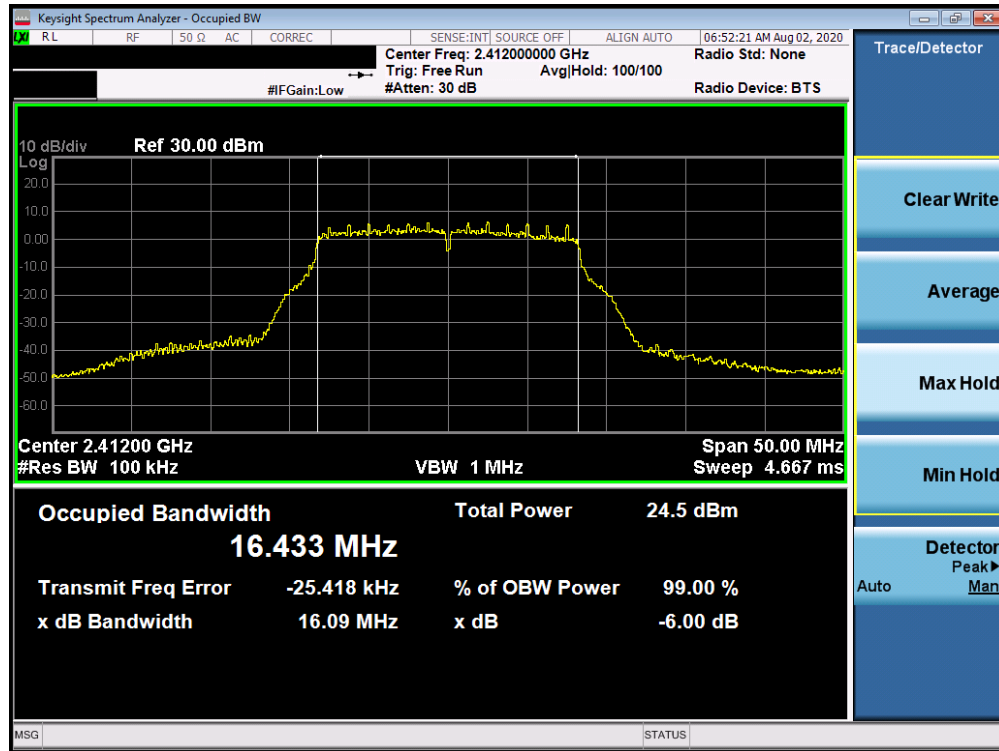 Keysight Spectrum Analyzer - Occupied BW
LXI RL RF 50 Ω AC CORREC SENSE:INT SOURCE OFF ALIGN AUTO 06:52:21 AM Aug 02, 2020
Center Freq: 2.412000000 GHz Radio Std: None
Trig: Free Run Avg|Hold: 100/100
#IFGain:Low #Atten: 30 dB Radio Device: BTS
10 dB/div Ref 30.00 dBm
Log
20.0
10.0
0.00
-10.0
-20.0
-30.0
-40.0
-50.0
-60.0
Center 2.41200 GHz Span 50.00 MHz
#Res BW 100 kHz VBW 1 MHz Sweep 4.667 ms
Occupied Bandwidth Total Power 24.5 dBm
16.433 MHz
Transmit Freq Error -25.418 kHz % of OBW Power 99.00 %
x dB Bandwidth 16.09 MHz x dB -6.00 dB
Trace/Detector
Clear Write
Average
Max Hold
Min Hold
Detector
Peak▶
Auto Man
MSG STATUS